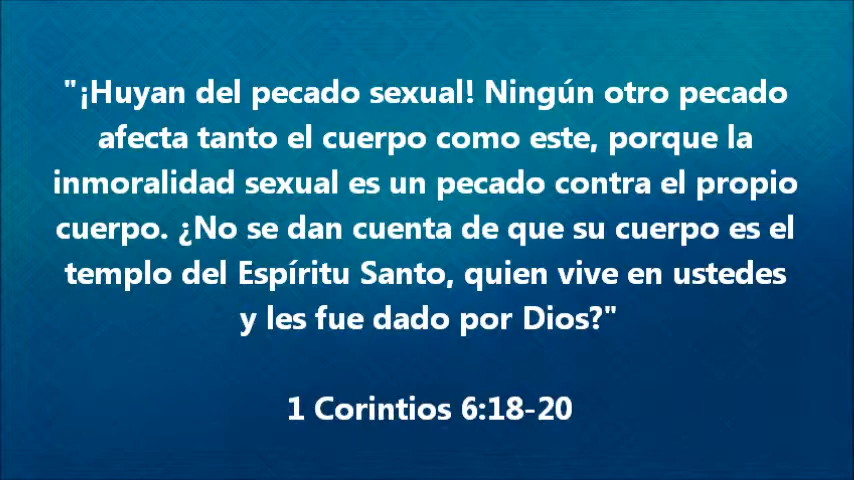 "¡Huyan del pecado sexual! Ningún otro pecado
afecta tanto el cuerpo como este, porque la
inmoralidad sexual es un pecado contra el propio
cuerpo. ¿No se dan cuenta de que su cuerpo es el
templo del Espíritu Santo, quien vive en ustedes
y les fue dado por Dios?"
1 Corintios 6:18-20